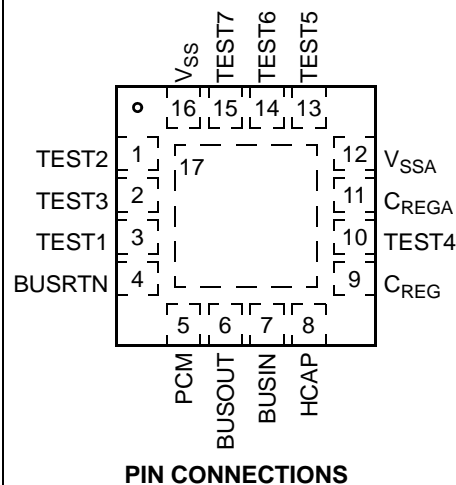 VSS
TEST7
TEST6
TEST5
16 15 14 13
TEST2 1
17
12 VSSA
TEST3 2
11 CREGA
TEST1 3
10 TEST4
BUSRTN 4
9 CREG
5 6 7 8
PCM
BUSOUT
BUSIN
HCAP
PIN CONNECTIONS